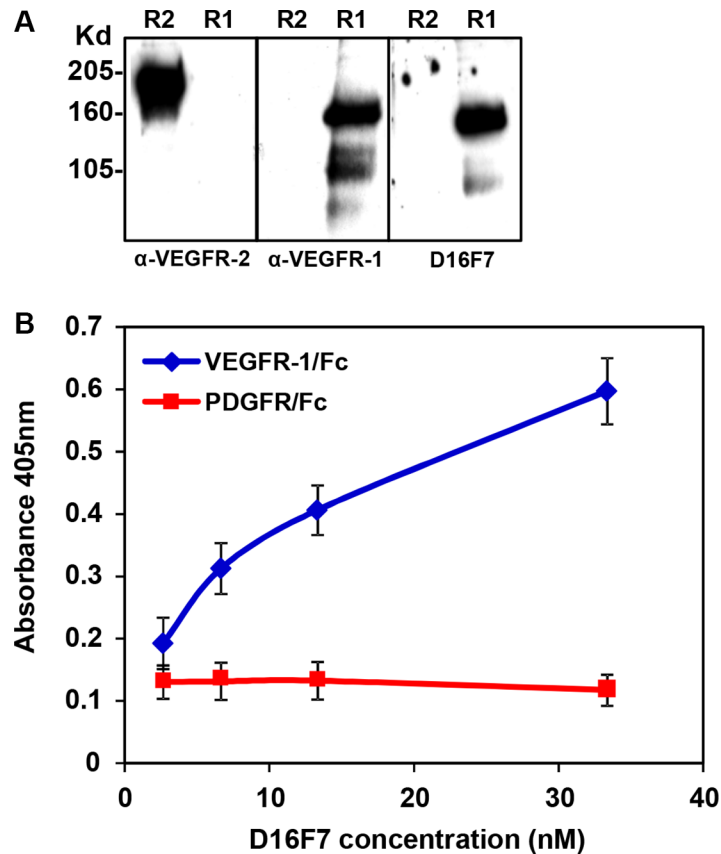 A
R2 R1 R2 R1 R2 R1
Kd
205-
160-
105-
α-VEGFR-2 α-VEGFR-1 D16F7
B
0.7
0.6
0.5
0.4
0.3
0.2
0.1
0
VEGFR-1/Fc
PDGFR/Fc
Absorbance 405nm
0 10 20 30 40
D16F7 concentration (nM)